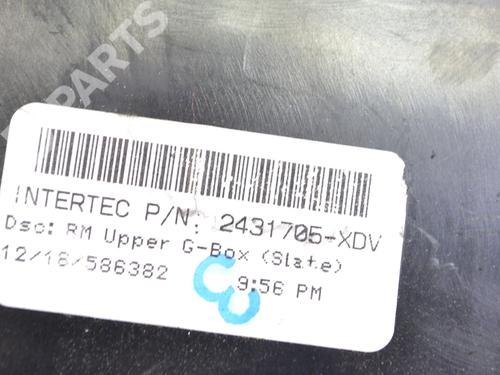 PARTS
INTERTEC P/N: 2431705-XDV
Dsc: RM Upper G-Box (Slate)
12/18/586382 9:56 PM